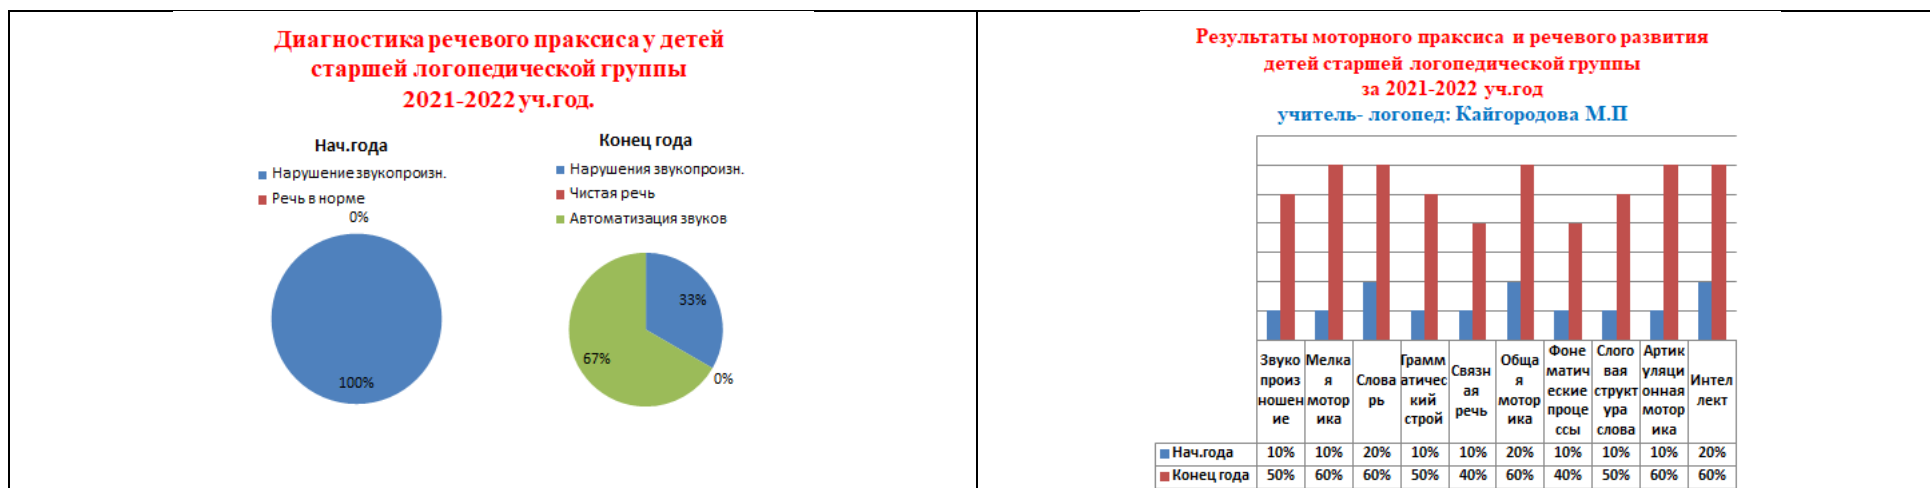 Диагностика речевого праксиса у детей
старшей логопедической группы
2021-2022 уч.год.
Нач.года
Нарушение звукопроизн.
Речь в норме
0%
100%
Конец года
Нарушения звукопроизн.
Чистая речь
Автоматизация звуков
33%
67%
0%
Результаты моторного праксиса и речевого развития
детей старшей логопедической группы
за 2021-2022 уч.год
учитель- логопед: Кайгородова М.П
Звуко
произ
ношен
ие
Мелка
я
мотор
ика
Слова
рь
Грамм
атичес
кий
строй
Связн
ая
речь
Обща
я
мотор
ика
Фоне
матич
еские
проце
ссы
Слого
вая
структ
ура
слова
Артик
уляци
онная
мотор
ика
Интел
лект
Нач.года 10% 10% 20% 10% 10% 20% 10% 10% 10% 20%
Конец года 50% 60% 60% 50% 40% 60% 40% 50% 60% 60%